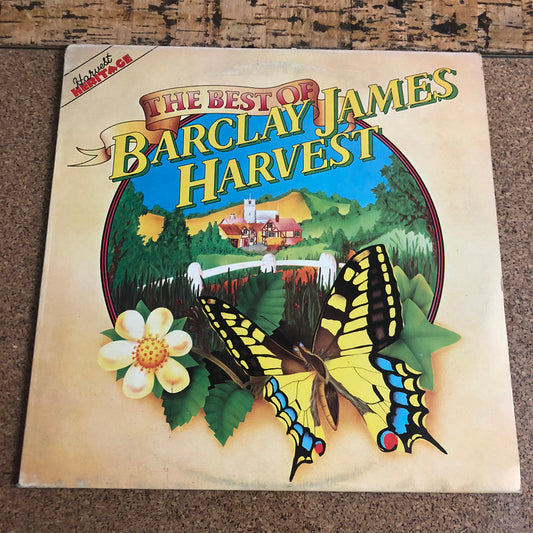 Harvest
HERITAGE
THE BEST OF
BARCLAY JAMES
HARVEST